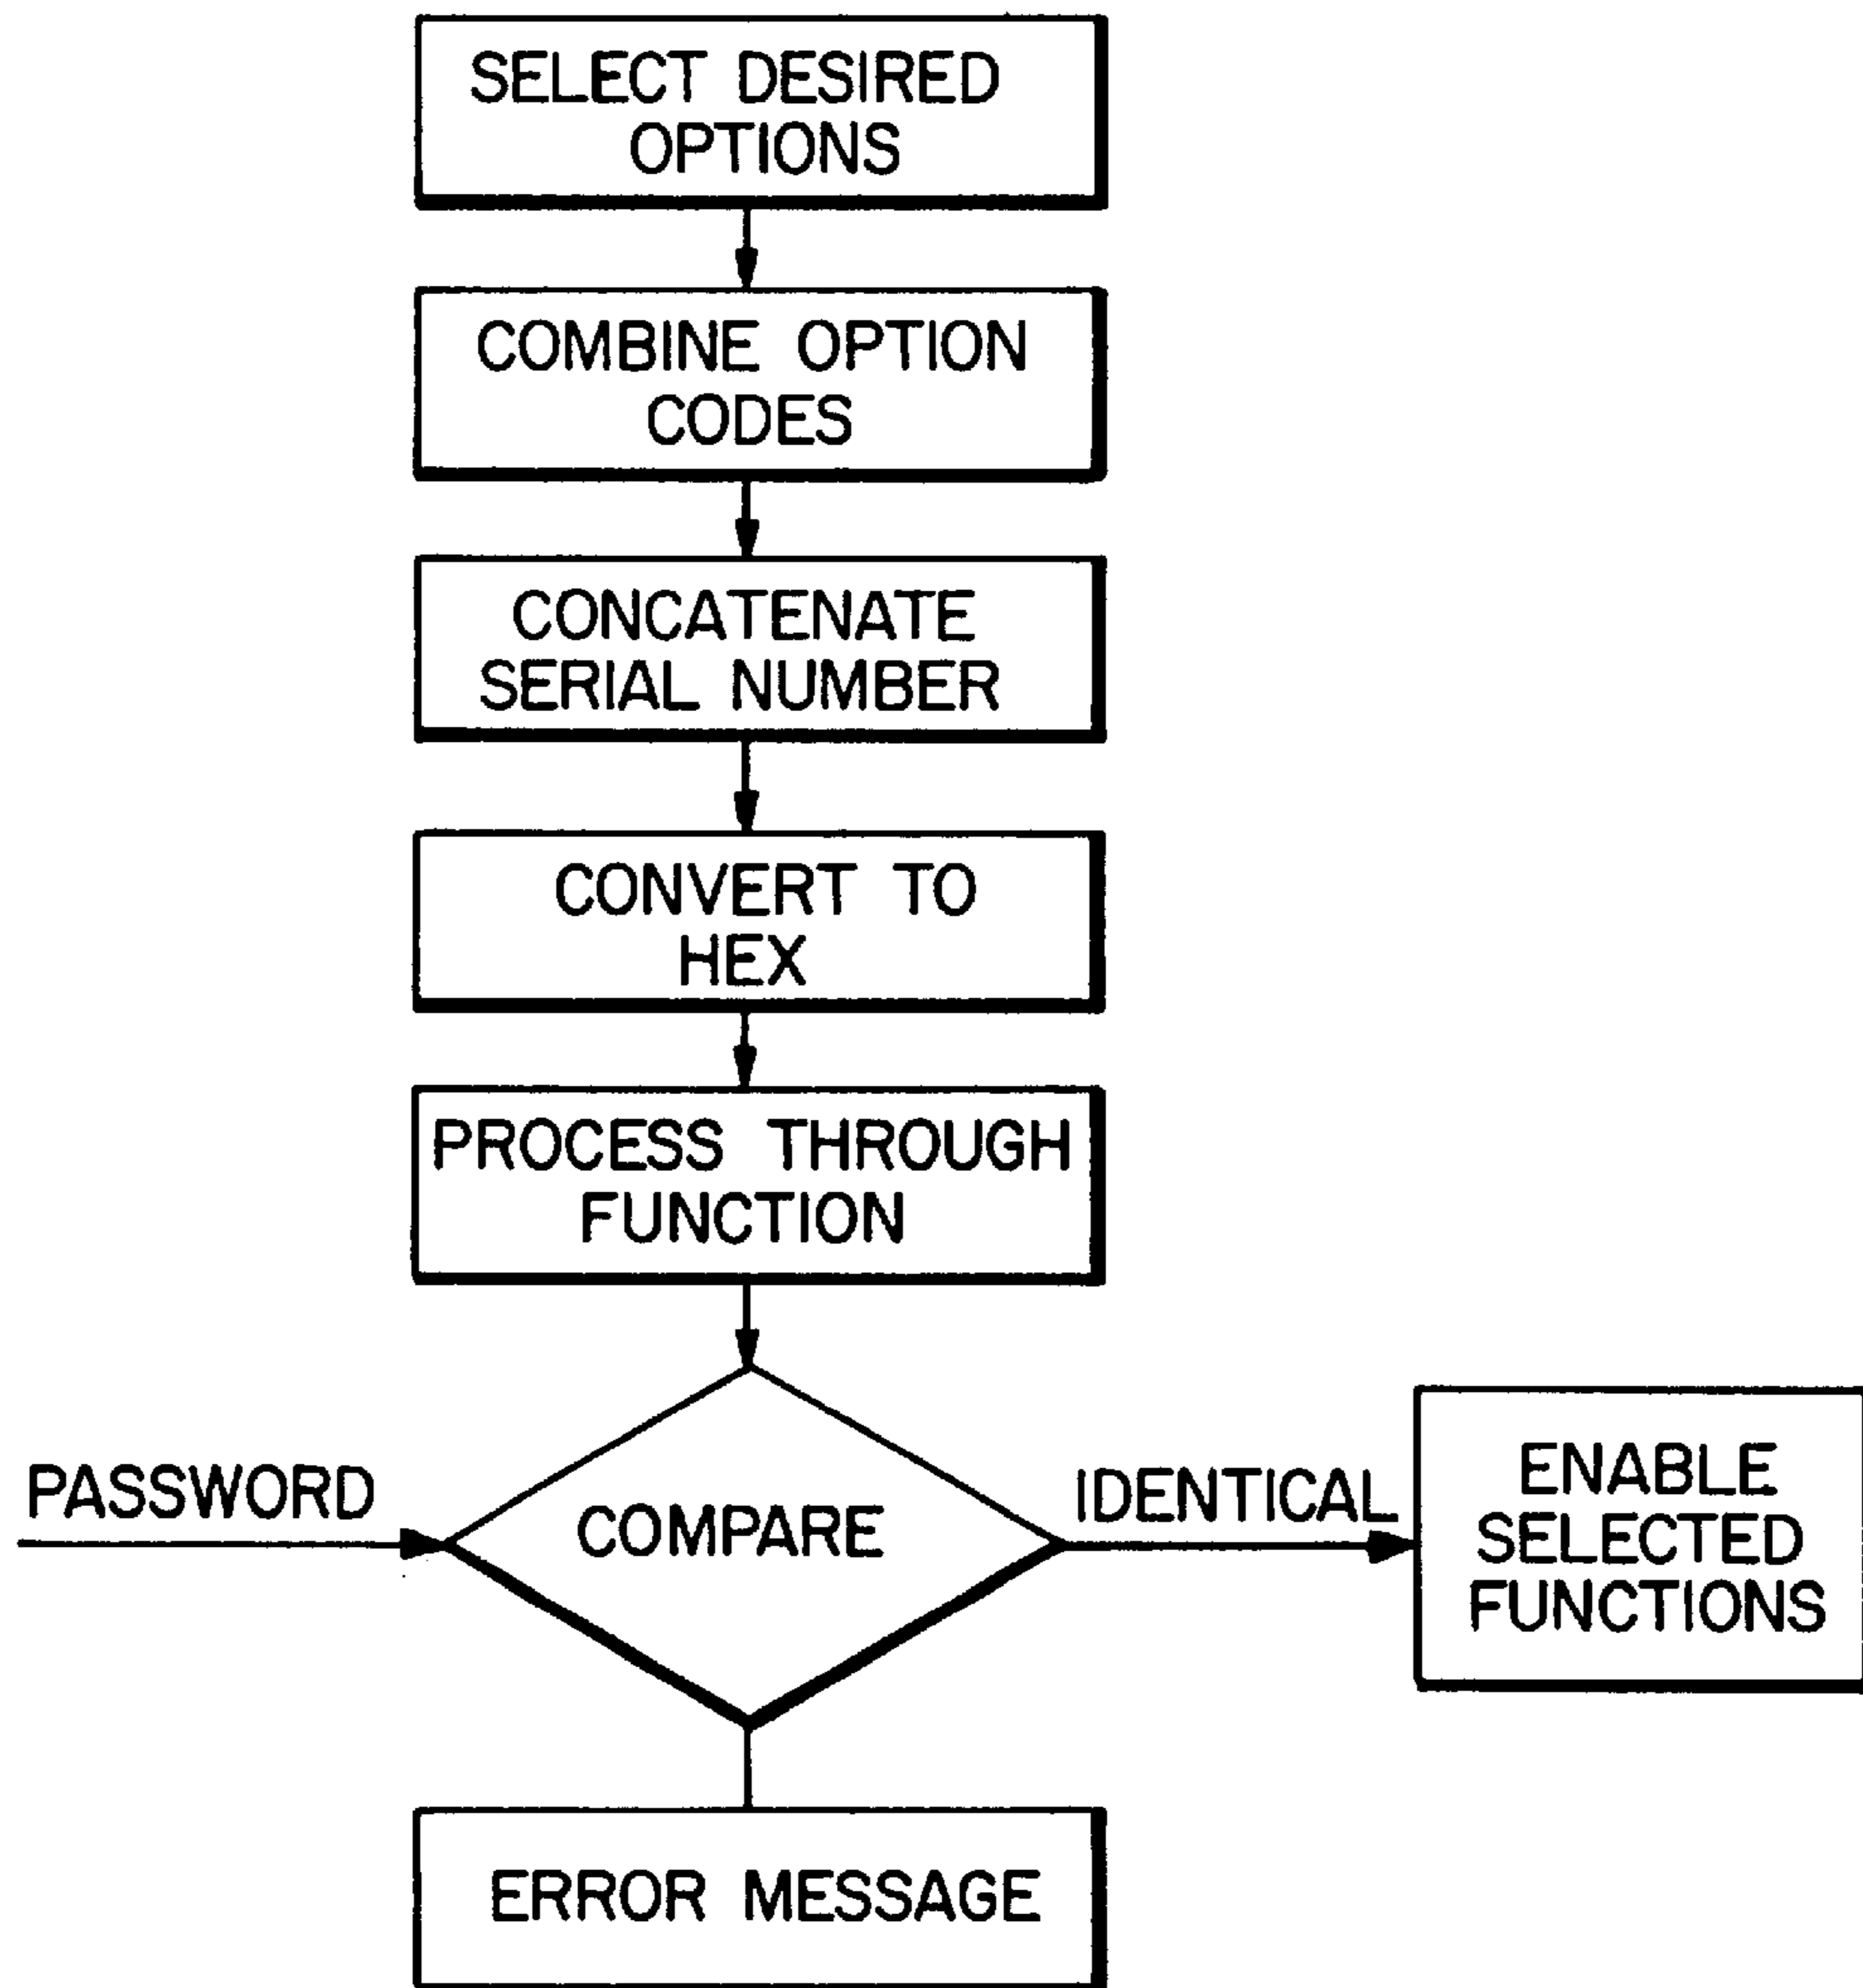 SELECT DESIRED
OPTIONS
COMBINE OPTION
CODES
CONCATENATE
SERIAL NUMBER
CONVERT TO
HEX
PROCESS THROUGH
FUNCTION
PASSWORD
COMPARE
IDENTICAL
ENABLE
SELECTED
FUNCTIONS
ERROR MESSAGE